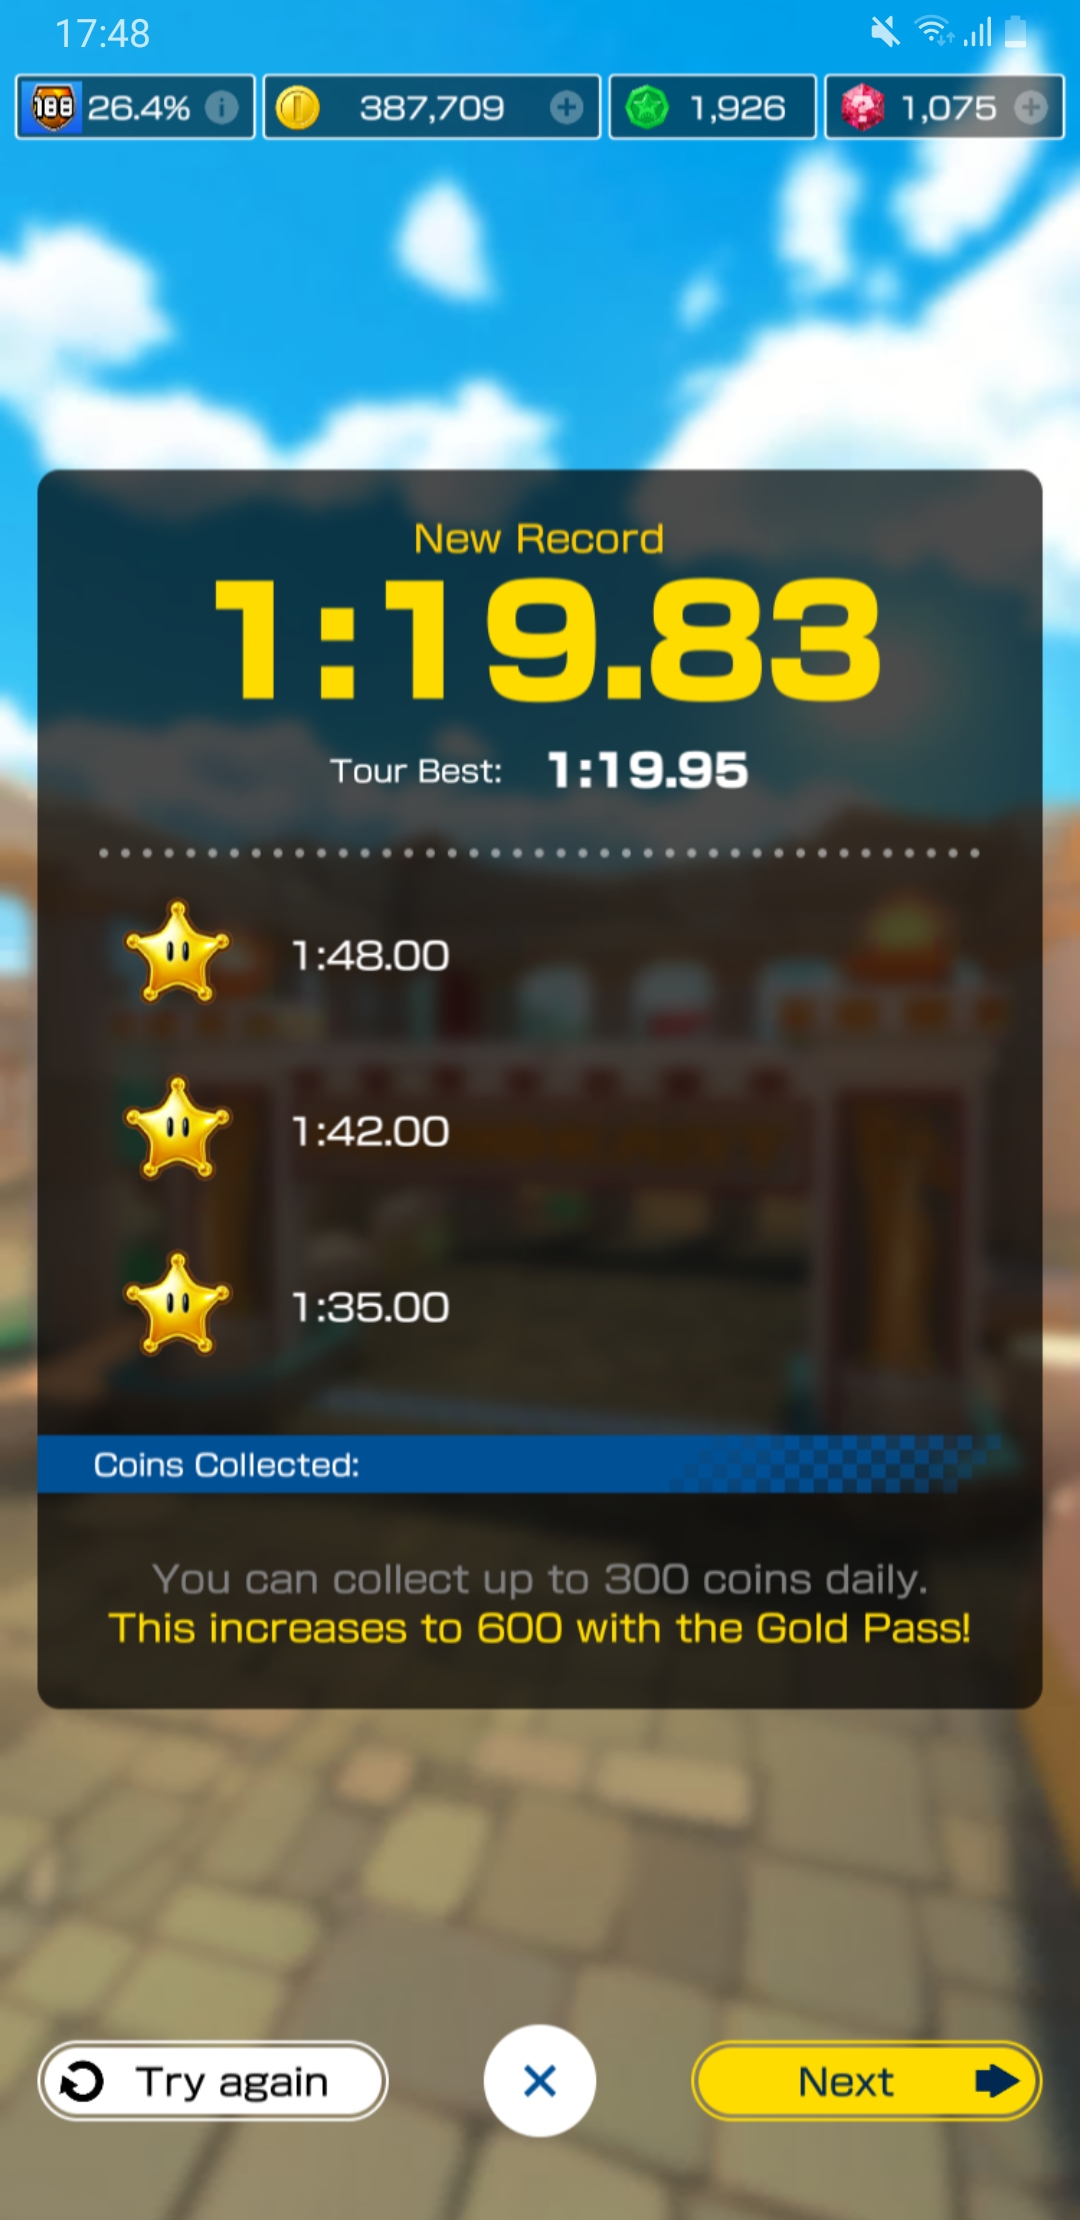 17:48
188 26.4% 387,709 1,926 1,075
New Record
1:19.83
Tour Best: 1:19.95
1:48.00
1:42.00
1:35.00
Coins Collected:
You can collect up to 300 coins daily.
This increases to 600 with the Gold Pass!
Try again Next